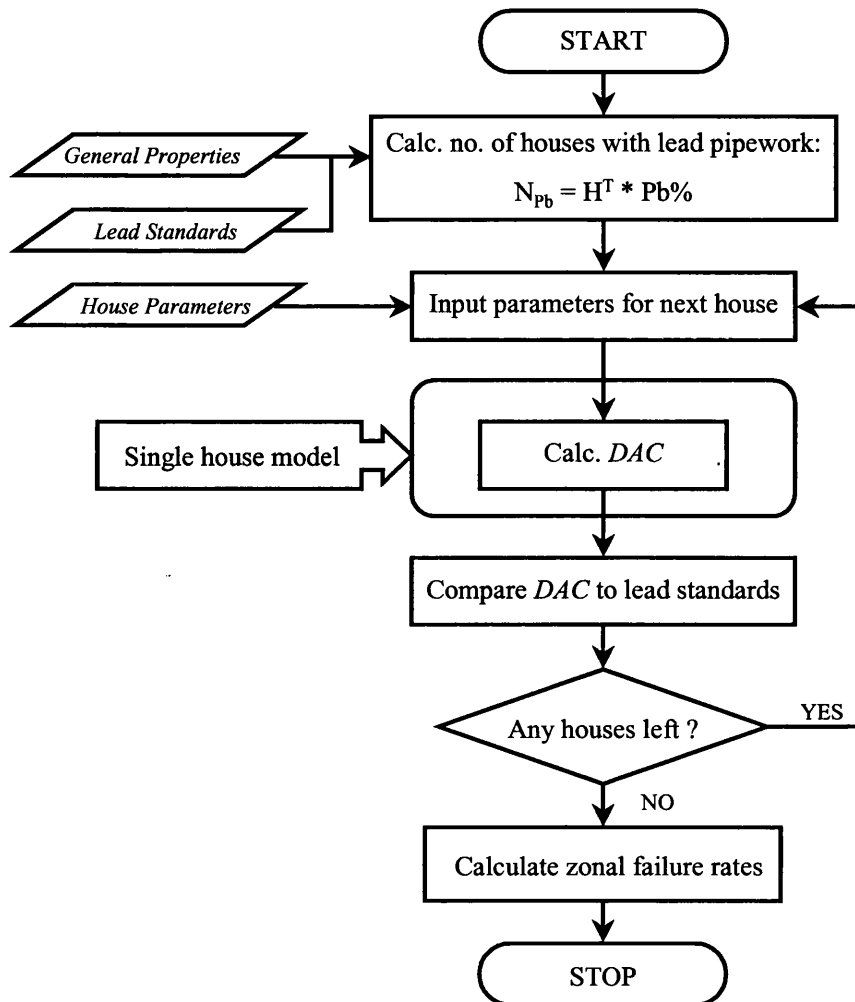 START
General Properties
Lead Standards
Calc. no. of houses with lead pipework:
N_Pb = H^T * Pb%
House Parameters
Input parameters for next house
Single house model
Calc. DAC
Compare DAC to lead standards
Any houses left ?
YES
NO
Calculate zonal failure rates
STOP